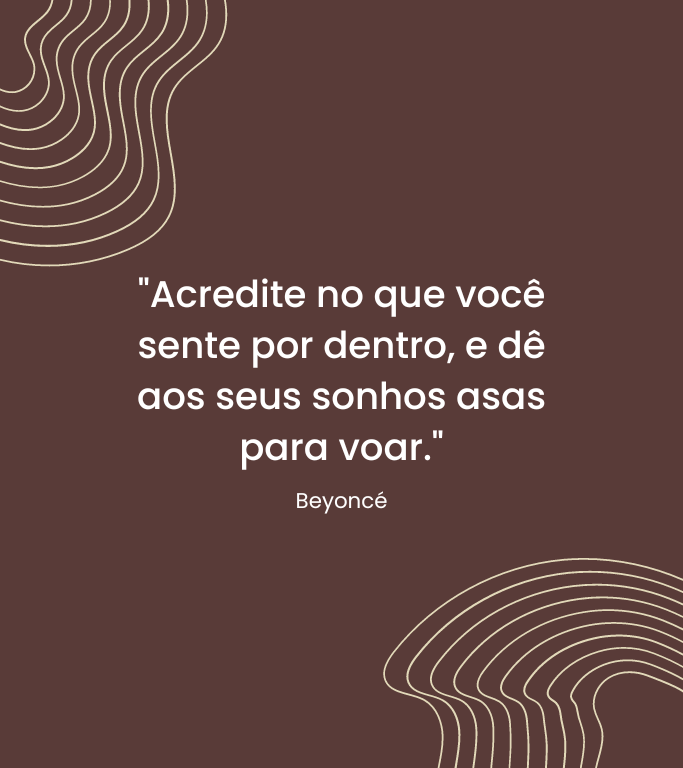 "Acredite no que você
sente por dentro, e dê
aos seus sonhos asas
para voar."
Beyoncé